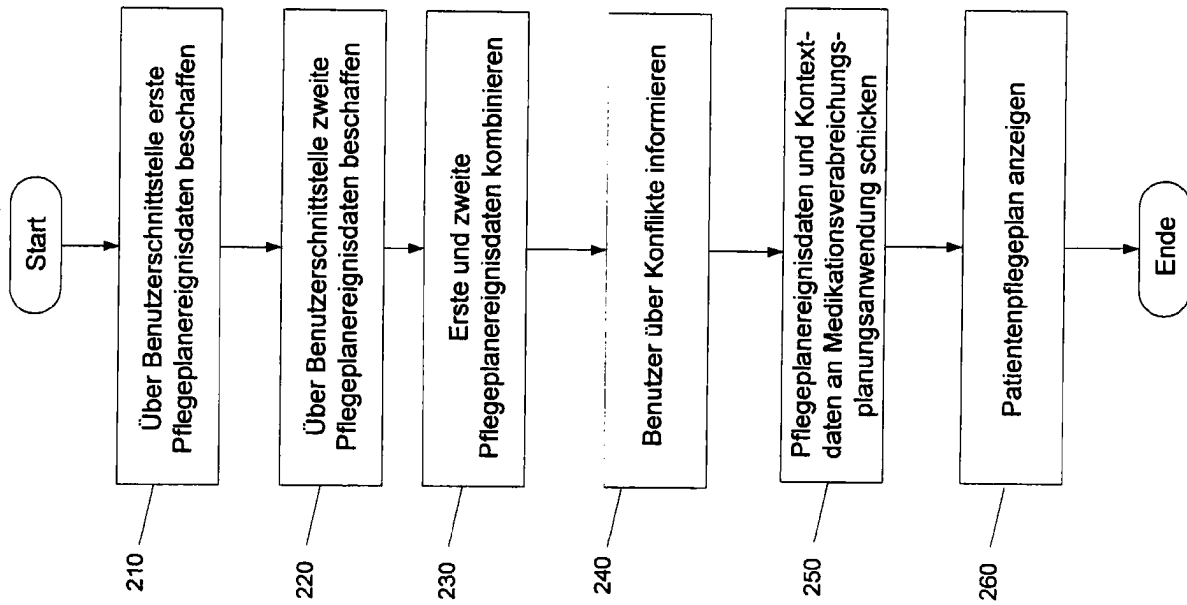 Start
210
Über Benutzerschnittstelle erste
Pflegeplanereignisdaten beschaffen
220
Über Benutzerschnittstelle zweite
Pflegeplanereignisdaten beschaffen
230
Erste und zweite
Pflegeplanereignisdaten kombinieren
240
Benutzer über Konflikte informieren
250
Pflegeplanereignisdaten und Kontext-
daten an Medikationsverabreichungs-
planungsanwendung schicken
260
Patientenpflegeplan anzeigen
Ende